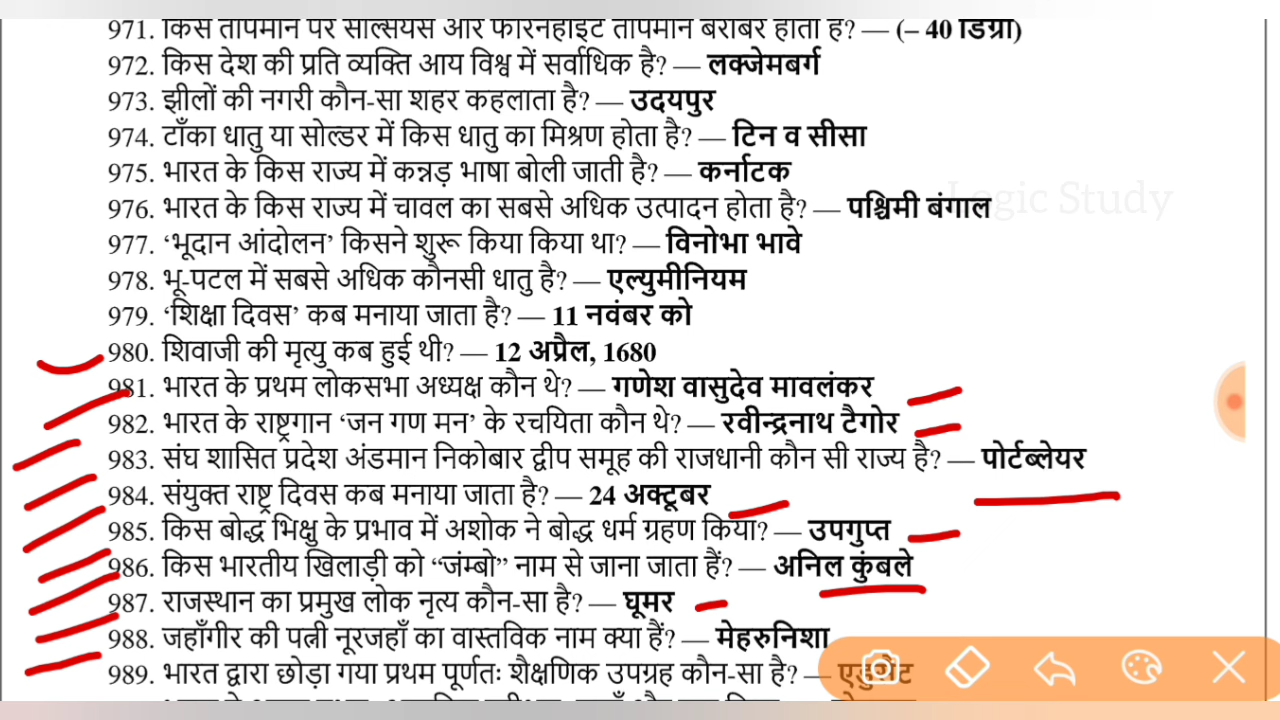 971. किस तापमान पर सेल्सियस और फारेनहाइट तापमान बराबर होता है? — (– 40 डिग्री)
972. किस देश की प्रति व्यक्ति आय विश्व में सर्वाधिक है? — लक्जेमबर्ग
973. झीलों की नगरी कौन-सा शहर कहलाता है? — उदयपुर
974. टाँका धातु या सोल्डर में किस धातु का मिश्रण होता है? — टिन व सीसा
975. भारत के किस राज्य में कन्नड़ भाषा बोली जाती है? — कर्नाटक
976. भारत के किस राज्य में चावल का सबसे अधिक उत्पादन होता है? — पश्चिमी बंगाल
Logic Study
977. ‘भूदान आंदोलन’ किसने शुरू किया किया था? — विनोभा भावे
978. भू-पटल में सबसे अधिक कौनसी धातु है? — एल्युमीनियम
979. ‘शिक्षा दिवस’ कब मनाया जाता है? — 11 नवंबर को
980. शिवाजी की मृत्यु कब हुई थी? — 12 अप्रैल, 1680
981. भारत के प्रथम लोकसभा अध्यक्ष कौन थे? — गणेश वासुदेव मावलंकर
982. भारत के राष्ट्रगान ‘जन गण मन’ के रचयिता कौन थे? — रवीन्द्रनाथ टैगोर
983. संघ शासित प्रदेश अंडमान निकोबार द्वीप समूह की राजधानी कौन सी राज्य है? — पोर्टब्लेयर
984. संयुक्त राष्ट्र दिवस कब मनाया जाता है? — 24 अक्टूबर
985. किस बोद्ध भिक्षु के प्रभाव में अशोक ने बोद्ध धर्म ग्रहण किया? — उपगुप्त
986. किस भारतीय खिलाड़ी को “जंम्बो” नाम से जाना जाता हैं? — अनिल कुंबले
987. राजस्थान का प्रमुख लोक नृत्य कौन-सा है? — घूमर
988. जहाँगीर की पत्नी नूरजहाँ का वास्तविक नाम क्या हैं? — मेहरुनिशा
989. भारत द्वारा छोड़ा गया प्रथम पूर्णतः शैक्षणिक उपग्रह कौन-सा है? — एडुसेट